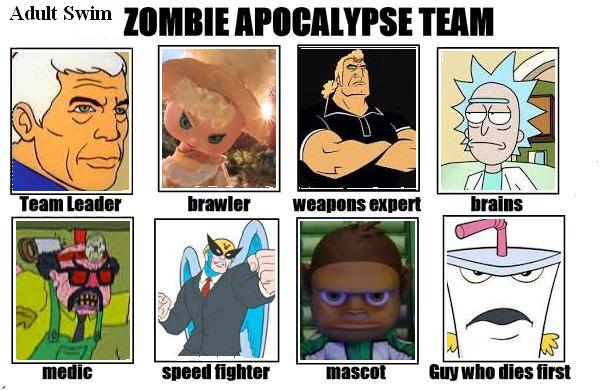 Adult Swim
ZOMBIE APOCALYPSE TEAM
Team Leader
brawler
weapons expert
brains
medic
speed fighter
mascot
Guy who dies first